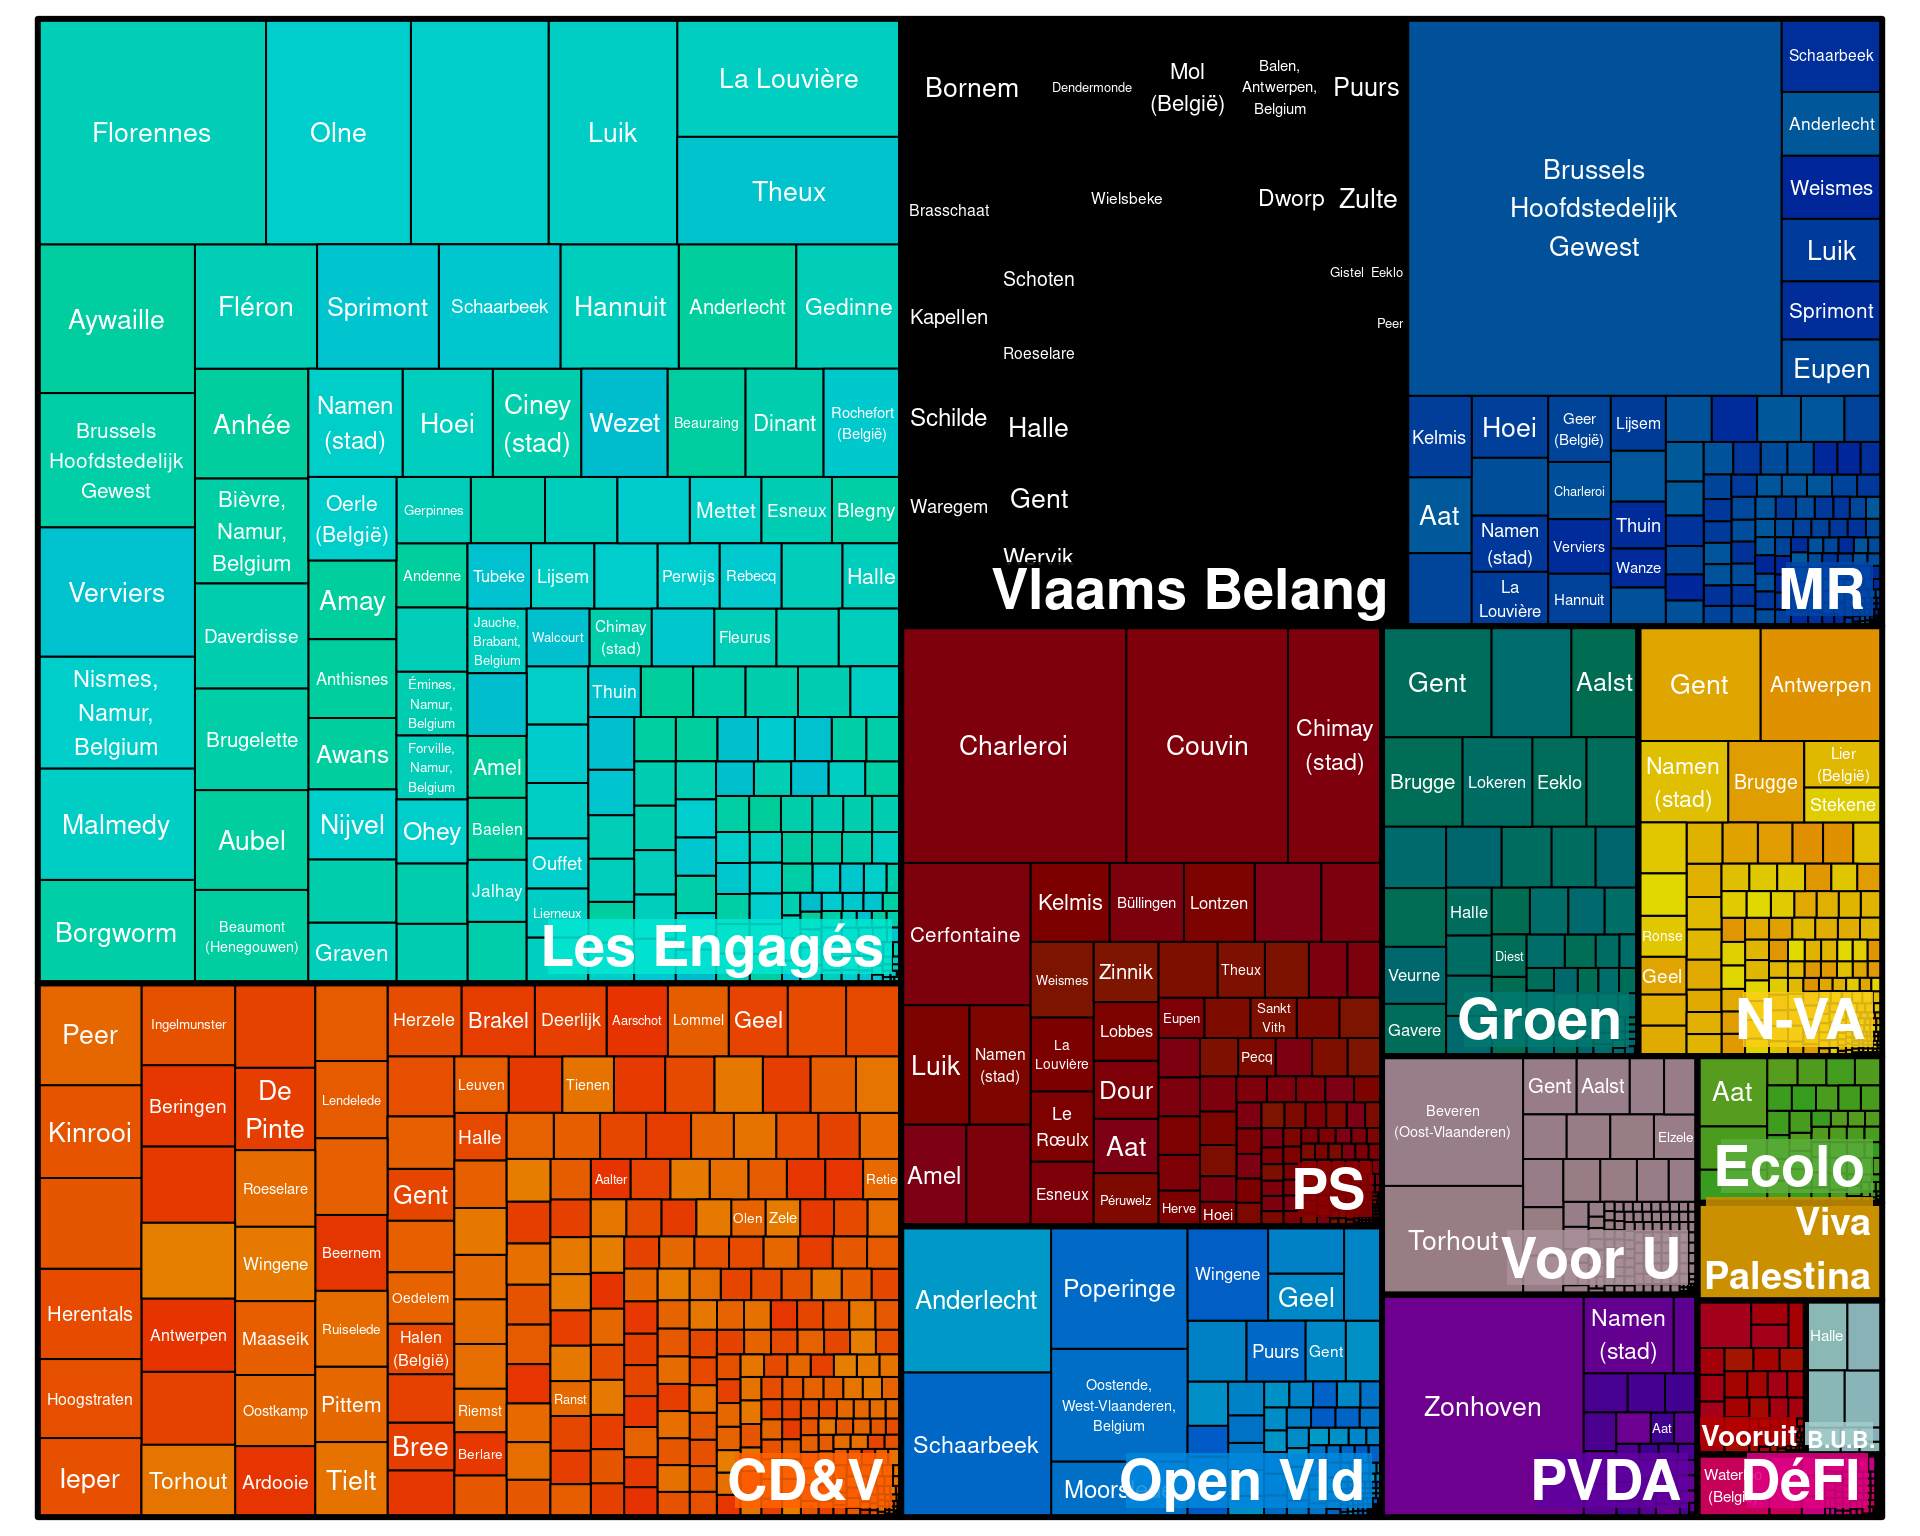 Florennes
Olne
Luik
La Louvière
Theux
Aywaille
Fléron
Sprimont
Schaarbeek
Hannuit
Anderlecht
Gedinne
Brussels
Hoofdstedelijk
Gewest
Anhée
Namen
(stad)
Hoei
Ciney
(stad)
Wezet
Beauraing
Dinant
Rochefort
(België)
Verviers
Bièvre,
Namur,
Belgium
Oerle
(België)
Gerpinnes
Mettet
Esneux
Blegny
Andenne
Tubeke
Lijsem
Perwijs
Rebecq
Halle
Amay
Daverdisse
Jauche,
Brabant,
Belgium
Walcourt
Chimay
(stad)
Fleurus
Nismes,
Namur,
Belgium
Anthisnes
Émines,
Namur,
Belgium
Thuin
Brugelette
Awans
Forville,
Namur,
Belgium
Amel
Malmedy
Aubel
Nijvel
Ohey
Baelen
Ouffet
Jalhay
Lierneux
Borgworm
Beaumont
(Henegouwen)
Graven
Les Engagés
Bornem
Dendermonde
Mol
(België)
Balen,
Antwerpen,
Belgium
Puurs
Brasschaat
Wielsbeke
Dworp
Zulte
Schoten
Gistel
Eeklo
Kapellen
Peer
Roeselare
Schilde
Halle
Waregem
Gent
Wervik
Vlaams Belang
Brussels
Hoofdstedelijk
Gewest
Schaarbeek
Anderlecht
Weismes
Luik
Sprimont
Eupen
Kelmis
Hoei
Geer
(België)
Lijsem
Aat
Charleroi
Namen
(stad)
Verviers
Thuin
Wanze
La
Louvière
Hannuit
MR
Charleroi
Couvin
Chimay
(stad)
Cerfontaine
Kelmis
Büllingen
Lontzen
Weismes
Zinnik
Theux
Luik
Namen
(stad)
La
Louvière
Lobbes
Eupen
Sankt
Vith
Pecq
Dour
Le
Rœulx
Aat
Amel
Esneux
Péruwelz
Herve
Hoei
PS
Gent
Aalst
Brugge
Lokeren
Eeklo
Halle
Diest
Veurne
Gavere
Groen
Gent
Antwerpen
Namen
(stad)
Brugge
Lier
(België)
Stekene
Ronse
Geel
N-VA
Peer
Ingelmunster
Herzele
Brakel
Deerlijk
Aarschot
Lommel
Geel
Kinrooi
Beringen
De
Pinte
Lendelede
Leuven
Tienen
Halle
Roeselare
Gent
Aalter
Retie
Olen
Zele
Wingene
Beernem
Herentals
Antwerpen
Maaseik
Ruiselede
Oedelem
Halen
(België)
Hoogstraten
Oostkamp
Pittem
Riemst
Ranst
Bree
Berlare
Ieper
Torhout
Ardooie
Tielt
CD&V
Anderlecht
Poperinge
Wingene
Geel
Puurs
Gent
Schaarbeek
Oostende,
West-Vlaanderen,
Belgium
Open Vld
Beveren
(Oost-Vlaanderen)
Gent
Aalst
Elzele
Torhout
Voor U
Aat
Ecolo
Viva
Palestina
Zonhoven
Namen
(stad)
Aat
PVDA
Vooruit
Halle
B.U.B.
DéFI